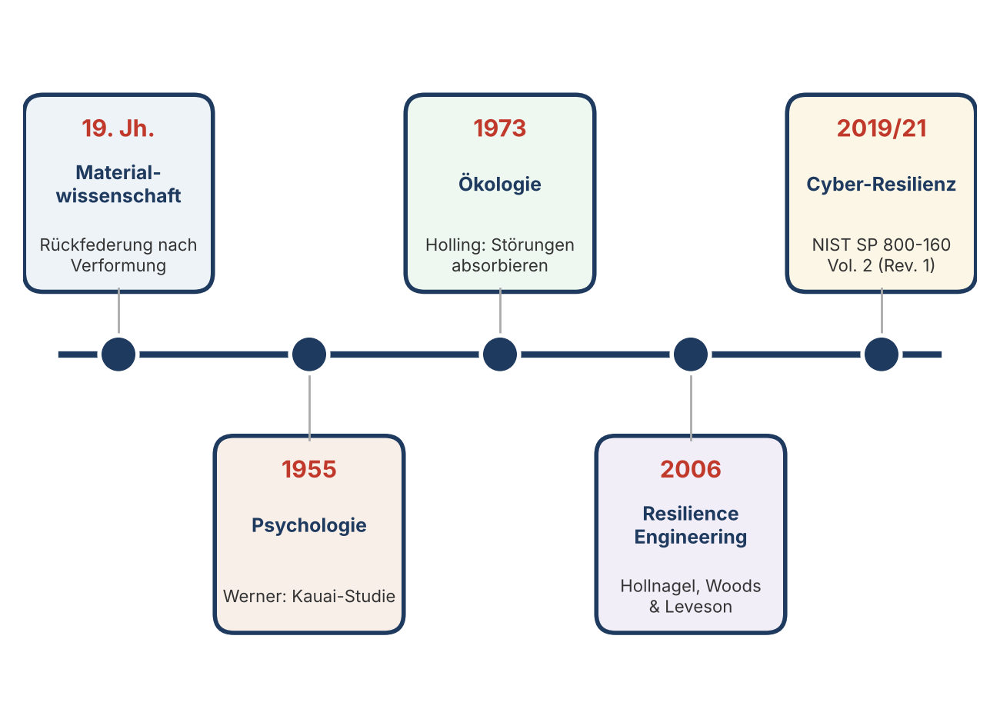 19. Jh.
Material-
wissenschaft
Rückfederung nach
Verformung
1955
Psychologie
Werner: Kauai-Studie
1973
Ökologie
Holling: Störungen
absorbieren
2006
Resilience
Engineering
Hollnagel, Woods
& Leveson
2019/21
Cyber-Resilienz
NIST SP 800-160
Vol. 2 (Rev. 1)